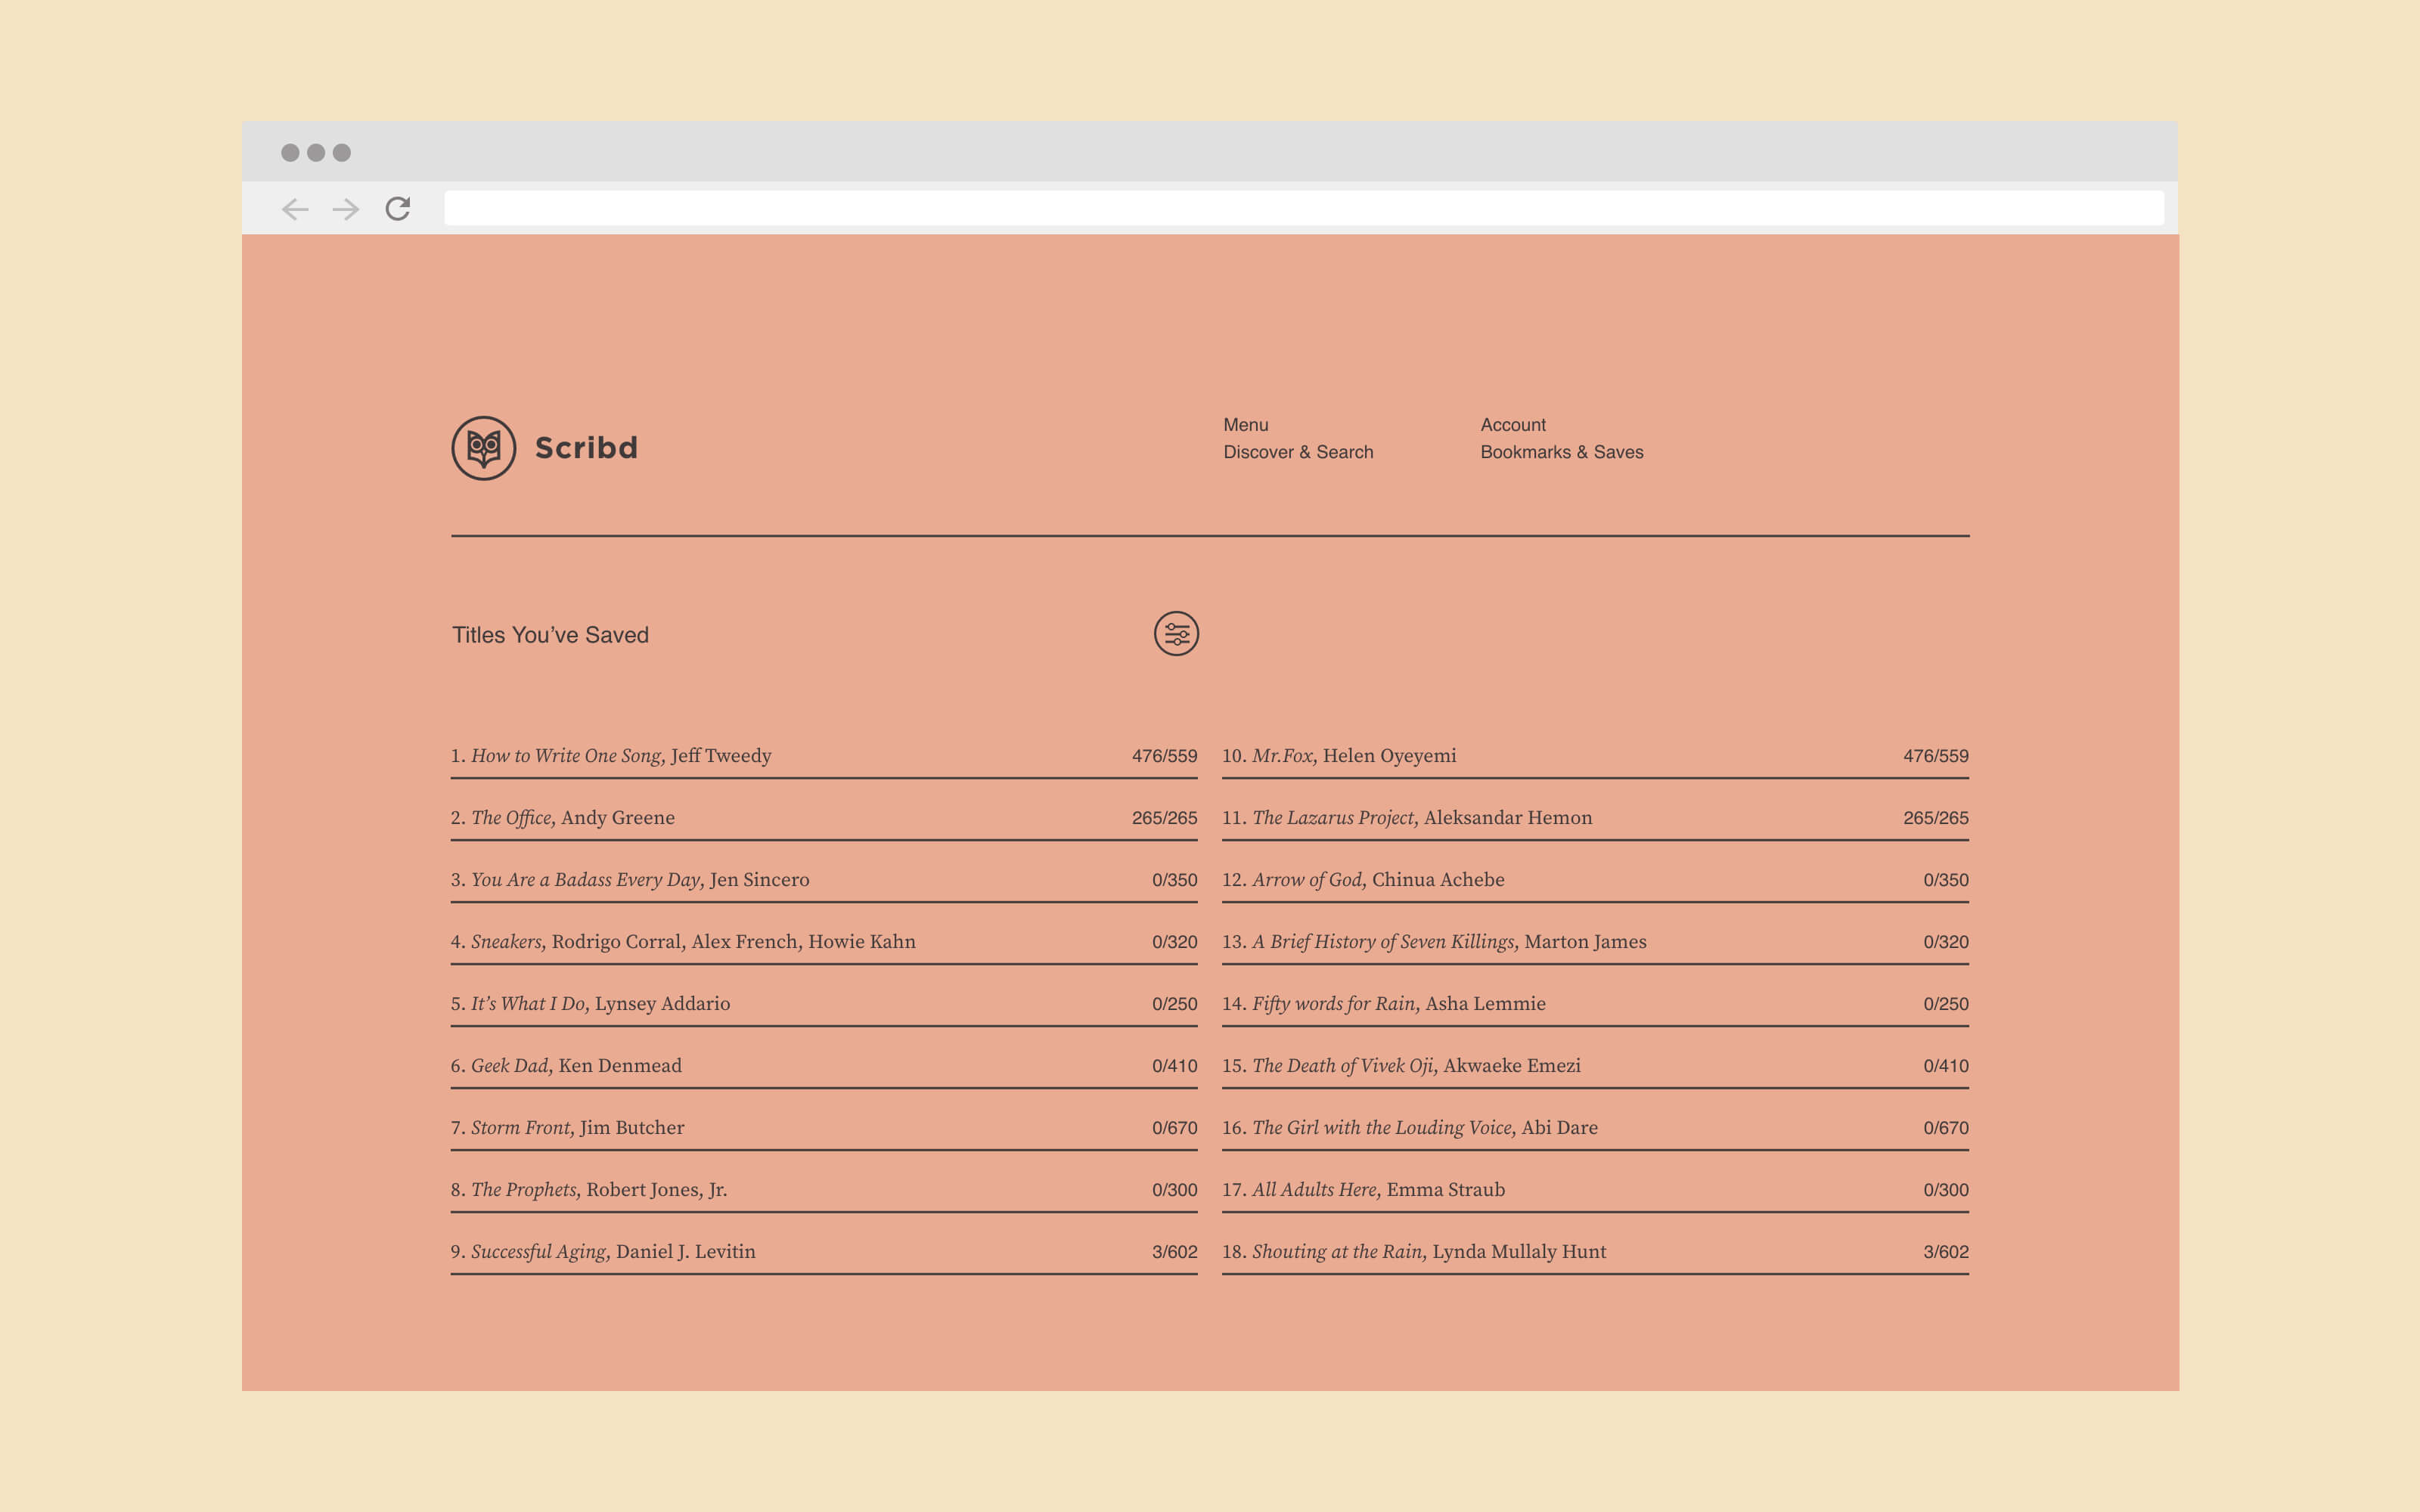 Scribd
Menu
Discover & Search
Account
Bookmarks & Saves
Titles You’ve Saved
1. How to Write One Song, Jeff Tweedy 476/559
2. The Office, Andy Greene 265/265
3. You Are a Badass Every Day, Jen Sincero 0/350
4. Sneakers, Rodrigo Corral, Alex French, Howie Kahn 0/320
5. It’s What I Do, Lynsey Addario 0/250
6. Geek Dad, Ken Denmead 0/410
7. Storm Front, Jim Butcher 0/670
8. The Prophets, Robert Jones, Jr. 0/300
9. Successful Aging, Daniel J. Levitin 3/602
10. Mr.Fox, Helen Oyeyemi 476/559
11. The Lazarus Project, Aleksandar Hemon 265/265
12. Arrow of God, Chinua Achebe 0/350
13. A Brief History of Seven Killings, Marton James 0/320
14. Fifty words for Rain, Asha Lemmie 0/250
15. The Death of Vivek Oji, Akwaeke Emezi 0/410
16. The Girl with the Louding Voice, Abi Dare 0/670
17. All Adults Here, Emma Straub 0/300
18. Shouting at the Rain, Lynda Mullaly Hunt 3/602